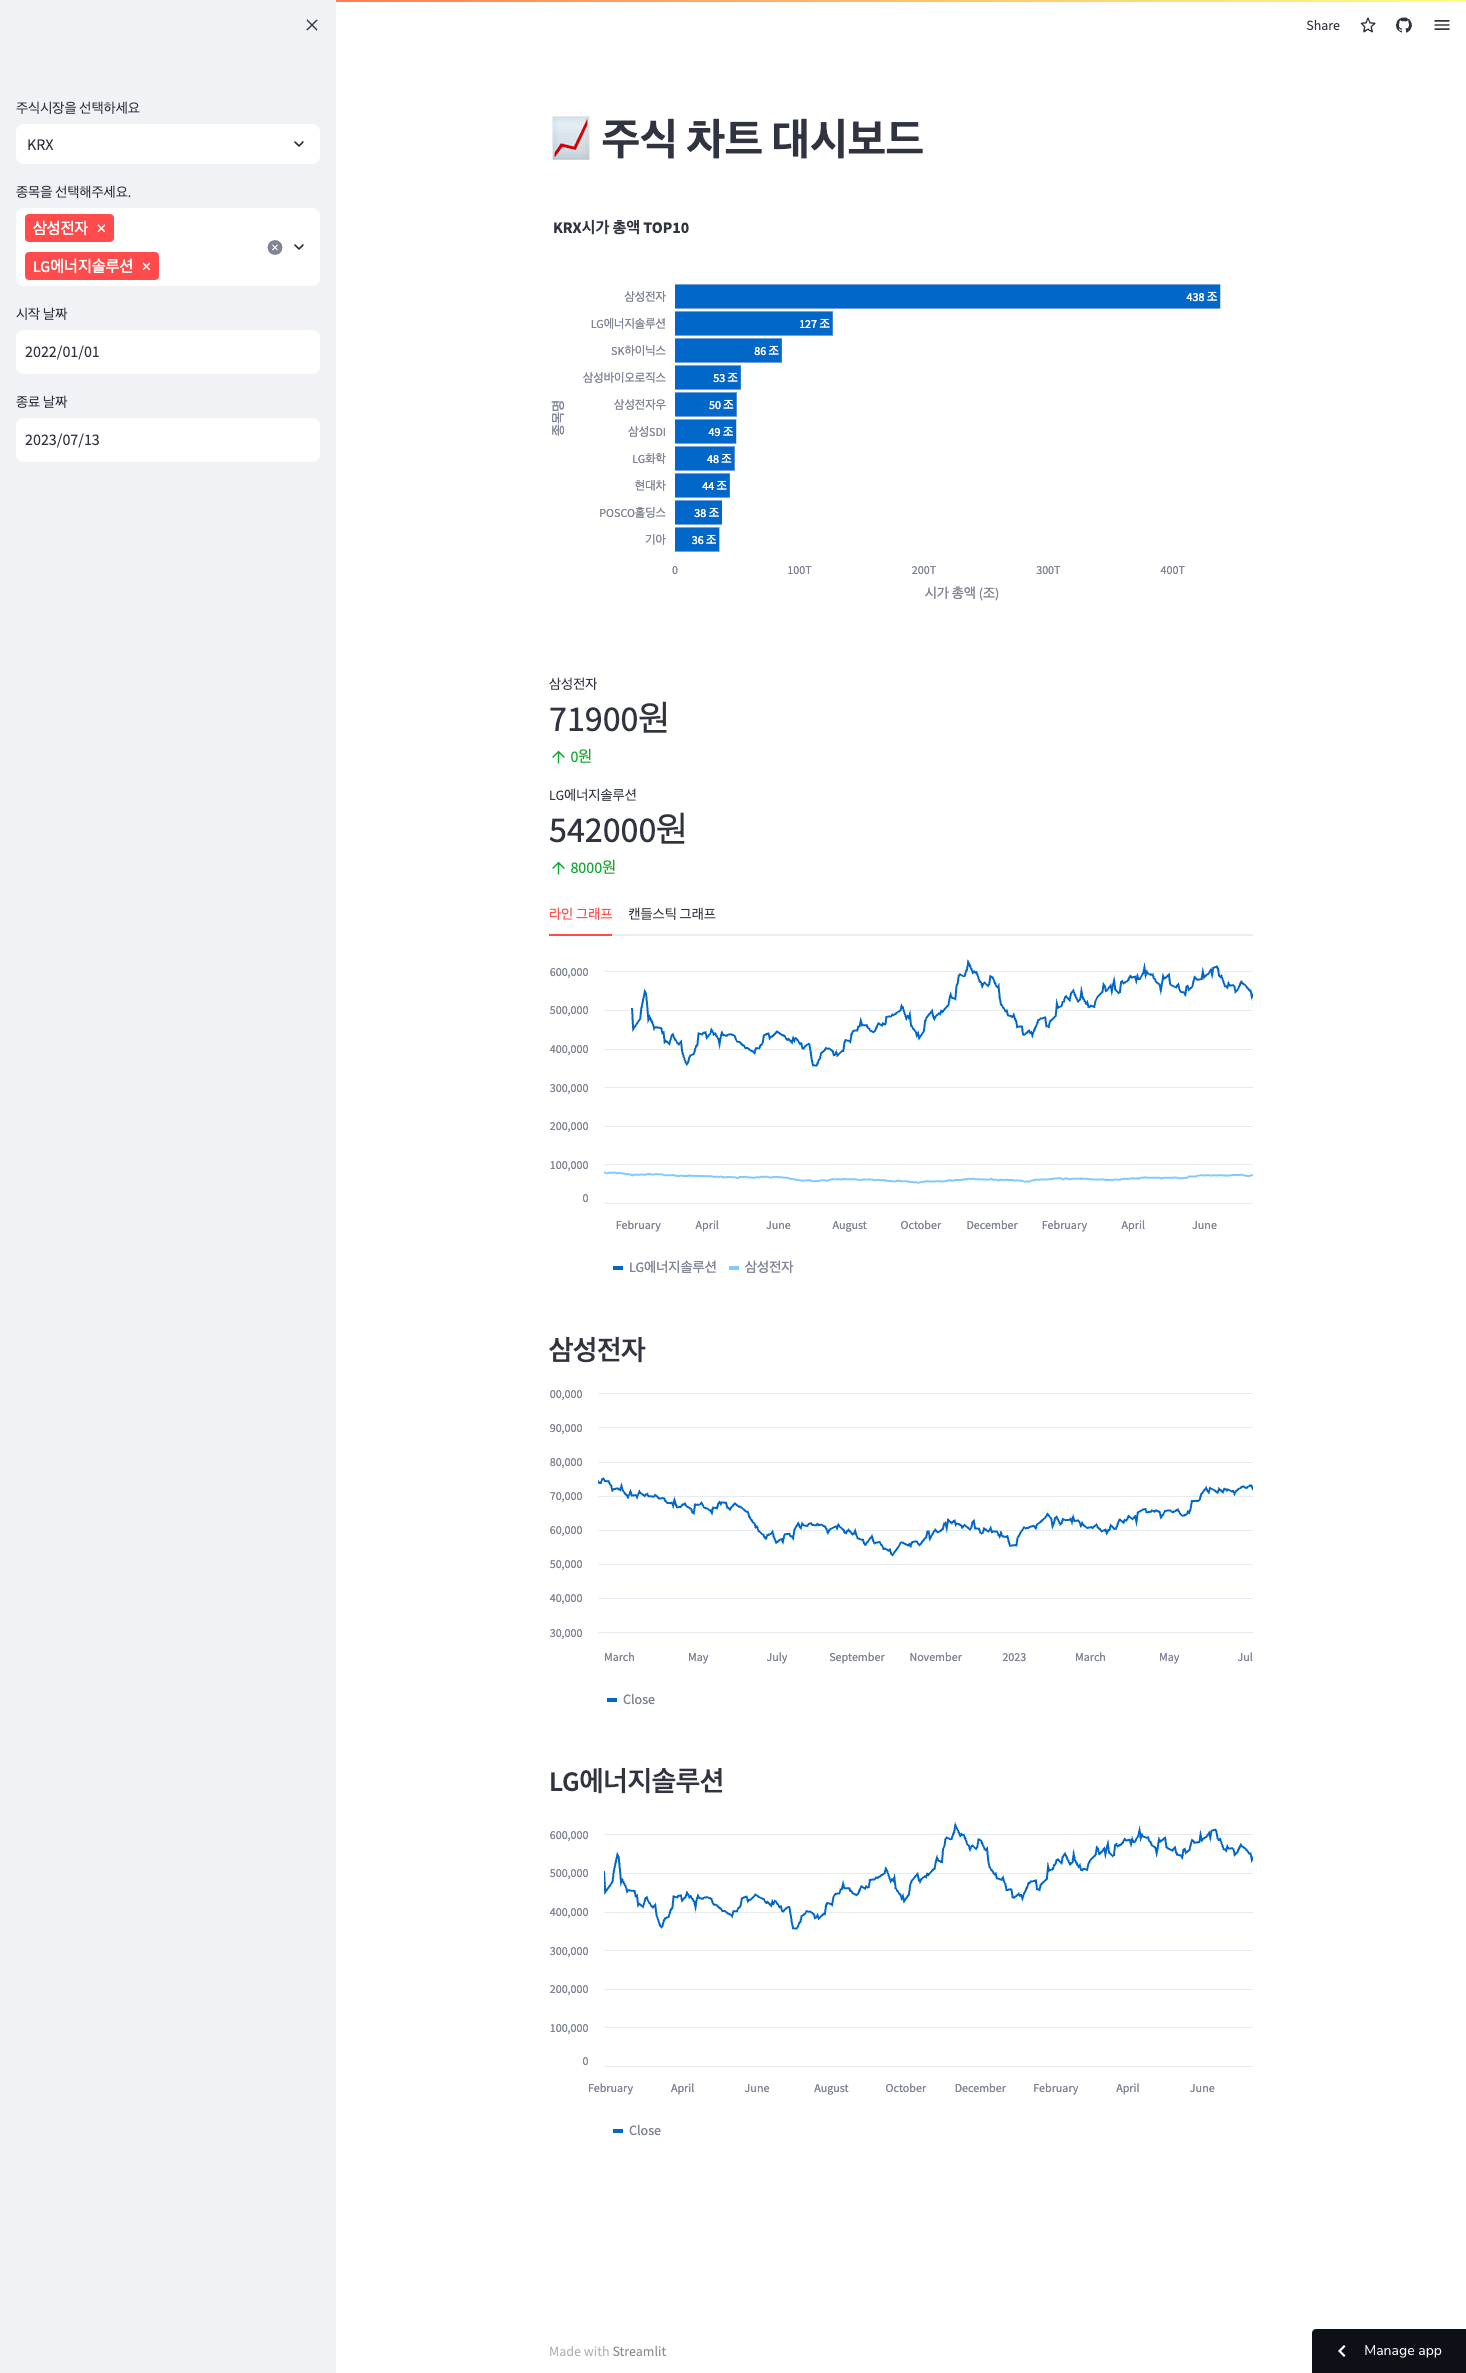 Share
주식시장을 선택하세요
KRX
종목을 선택해주세요.
삼성전자
LG에너지솔루션
시작 날짜
2022/01/01
종료 날짜
2023/07/13
주식 차트 대시보드
KRX시가 총액 TOP10
종목명
삼성전자 438 조
LG에너지솔루션 127 조
SK하이닉스 86 조
삼성바이오로직스 53 조
삼성전자우 50 조
삼성SDI 49 조
LG화학 48 조
현대차 44 조
POSCO홀딩스 38 조
기아 36 조
0 100T 200T 300T 400T
시가 총액 (조)
삼성전자
71900원
0원
LG에너지솔루션
542000원
8000원
라인 그래프 캔들스틱 그래프
600,000
500,000
400,000
300,000
200,000
100,000
0
February April June August October December February April June
LG에너지솔루션 삼성전자
삼성전자
00,000
90,000
80,000
70,000
60,000
50,000
40,000
30,000
March May July September November 2023 March May Jul
Close
LG에너지솔루션
600,000
500,000
400,000
300,000
200,000
100,000
0
February April June August October December February April June
Close
Made with Streamlit
Manage app